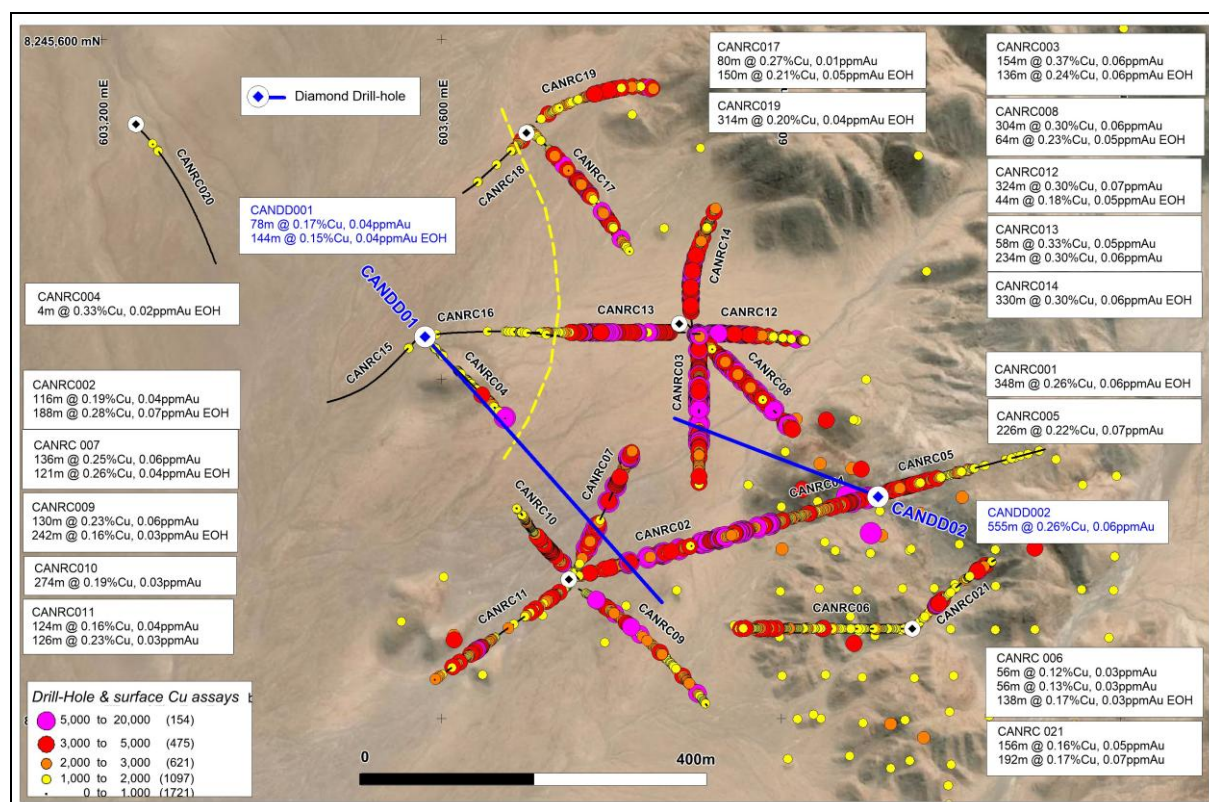 8,245,600 mN
603,200 mE
603,600 mE
Diamond Drill-hole
CANRC017
80m @ 0.27%Cu, 0.01ppmAu
150m @ 0.21%Cu, 0.05ppmAu EOH
CANRC019
314m @ 0.20%Cu, 0.04ppmAu
CANRC003
154m @ 0.37%Cu, 0.06ppmAu
136m @ 0.24%Cu, 0.06ppmAu EOH
CANRC008
304m @ 0.30%Cu, 0.06ppmAu
64m @ 0.23%Cu, 0.05ppmAu EOH
CANRC012
324m @ 0.30%Cu, 0.07ppmAu
44m @ 0.18%Cu, 0.05ppmAu EOH
CANRC013
58m @ 0.33%Cu, 0.05ppmAu
234m @ 0.30%Cu, 0.06ppmAu
CANRC014
330m @ 0.30%Cu, 0.06ppmAu EOH
CANRC19
CANRC18
CANRC17
CANRC020
CANDD001
78m @ 0.17%Cu, 0.04ppmAu
144m @ 0.15%Cu, 0.04ppmAu EOH
CANRC14
CANRC004
4m @ 0.33%Cu, 0.02ppmAu EOH
CANDD01
CANRC16
CANRC13
CANRC12
CANRC15
CANRC04
CANRC03
CANRC08
CANRC001
348m @ 0.26%Cu, 0.06ppmAu EOH
CANRC005
226m @ 0.22%Cu, 0.07ppmAu
CANRC002
116m @ 0.19%Cu, 0.04ppmAu
188m @ 0.28%Cu, 0.07ppmAu EOH
CANRC 007
136m @ 0.25%Cu, 0.06ppmAu
121m @ 0.26%Cu, 0.04ppmAu EOH
CANRC009
130m @ 0.23%Cu, 0.06ppmAu
242m @ 0.16%Cu, 0.03ppmAu EOH
CANRC010
274m @ 0.19%Cu, 0.03ppmAu
CANRC011
124m @ 0.16%Cu, 0.04ppmAu
126m @ 0.23%Cu, 0.03ppmAu
CANRC07
CANRC10
CANRC02
CANRC05
CANDD02
CANDD002
555m @ 0.26%Cu, 0.06ppmAu
CANRC11
CANRC09
CANRC06
CANRC021
CANRC 006
56m @ 0.12%Cu, 0.03ppmAu
56m @ 0.13%Cu, 0.03ppmAu
138m @ 0.17%Cu, 0.03ppmAu EOH
CANRC 021
156m @ 0.16%Cu, 0.05ppmAu
192m @ 0.17%Cu, 0.07ppmAu
Drill-Hole & surface Cu assays
5,000 to 20,000 (154)
3,000 to 5,000 (475)
2,000 to 3,000 (621)
1,000 to 2,000 (1097)
0 to 1,000 (1721)
0
400m